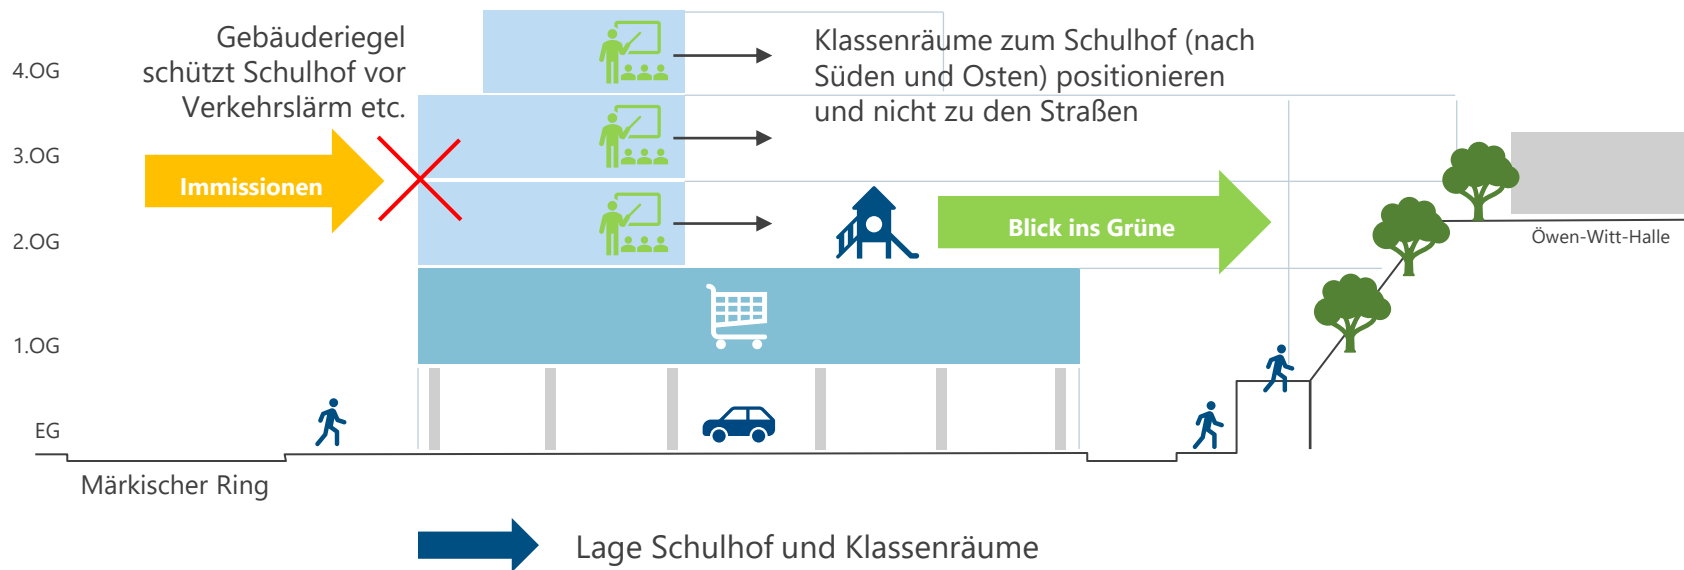 Gebäuderiegel
schützt Schulhof vor
Verkehrslärm etc.
Klassenräume zum Schulhof (nach
Süden und Osten) positionieren
und nicht zu den Straßen
4.OG
3.OG
Immissionen
2.OG
Blick ins Grüne
Öwen-Witt-Halle
1.OG
EG
Märkischer Ring
Lage Schulhof und Klassenräume